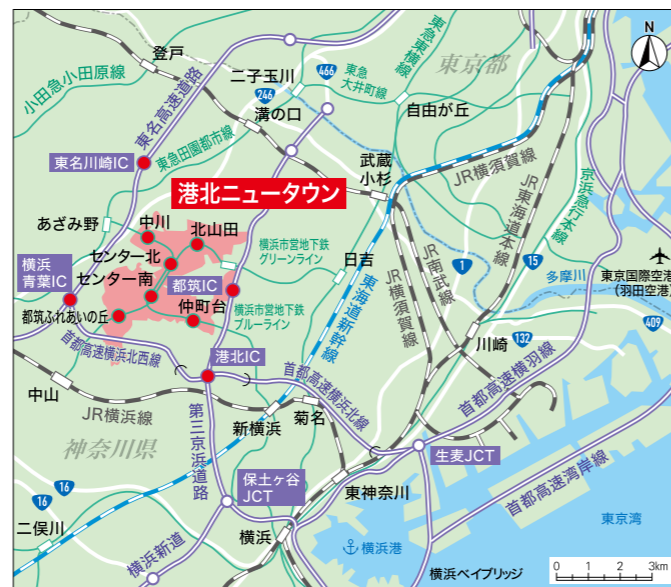 N
登戸
小田急小田原線
二子玉川
466
東急
大井町線
東急東横線
東京都
246
溝の口
自由が丘
東名高速道路
東急田園都市線
東名川崎IC
武蔵
小杉
JR横須賀線
港北ニュータウン
JR東海道本線
京浜急行本線
あざみ野
中川
北山田
横浜市営地下鉄
グリーンライン
日吉
JR南武線
1
15
多摩川
東京国際空港
(羽田空港)
横浜
青葉IC
センター北
センター南
都筑IC
東海道新幹線
JR横須賀線
409
都筑ふれあいの丘
仲町台
横浜市営地下鉄
ブルーライン
132
川崎
首都高速横浜北西線
港北IC
首都高速横浜北線
首都高速横羽線
中山
JR横浜線
新横浜
菊名
神奈川県
第三京浜道路
生麦JCT
首都高速湾岸線
16
16
保土ヶ谷
JCT
東神奈川
二俣川
横浜
横浜新道
横浜港
東京湾
横浜ベイブリッジ
0 1 2 3km